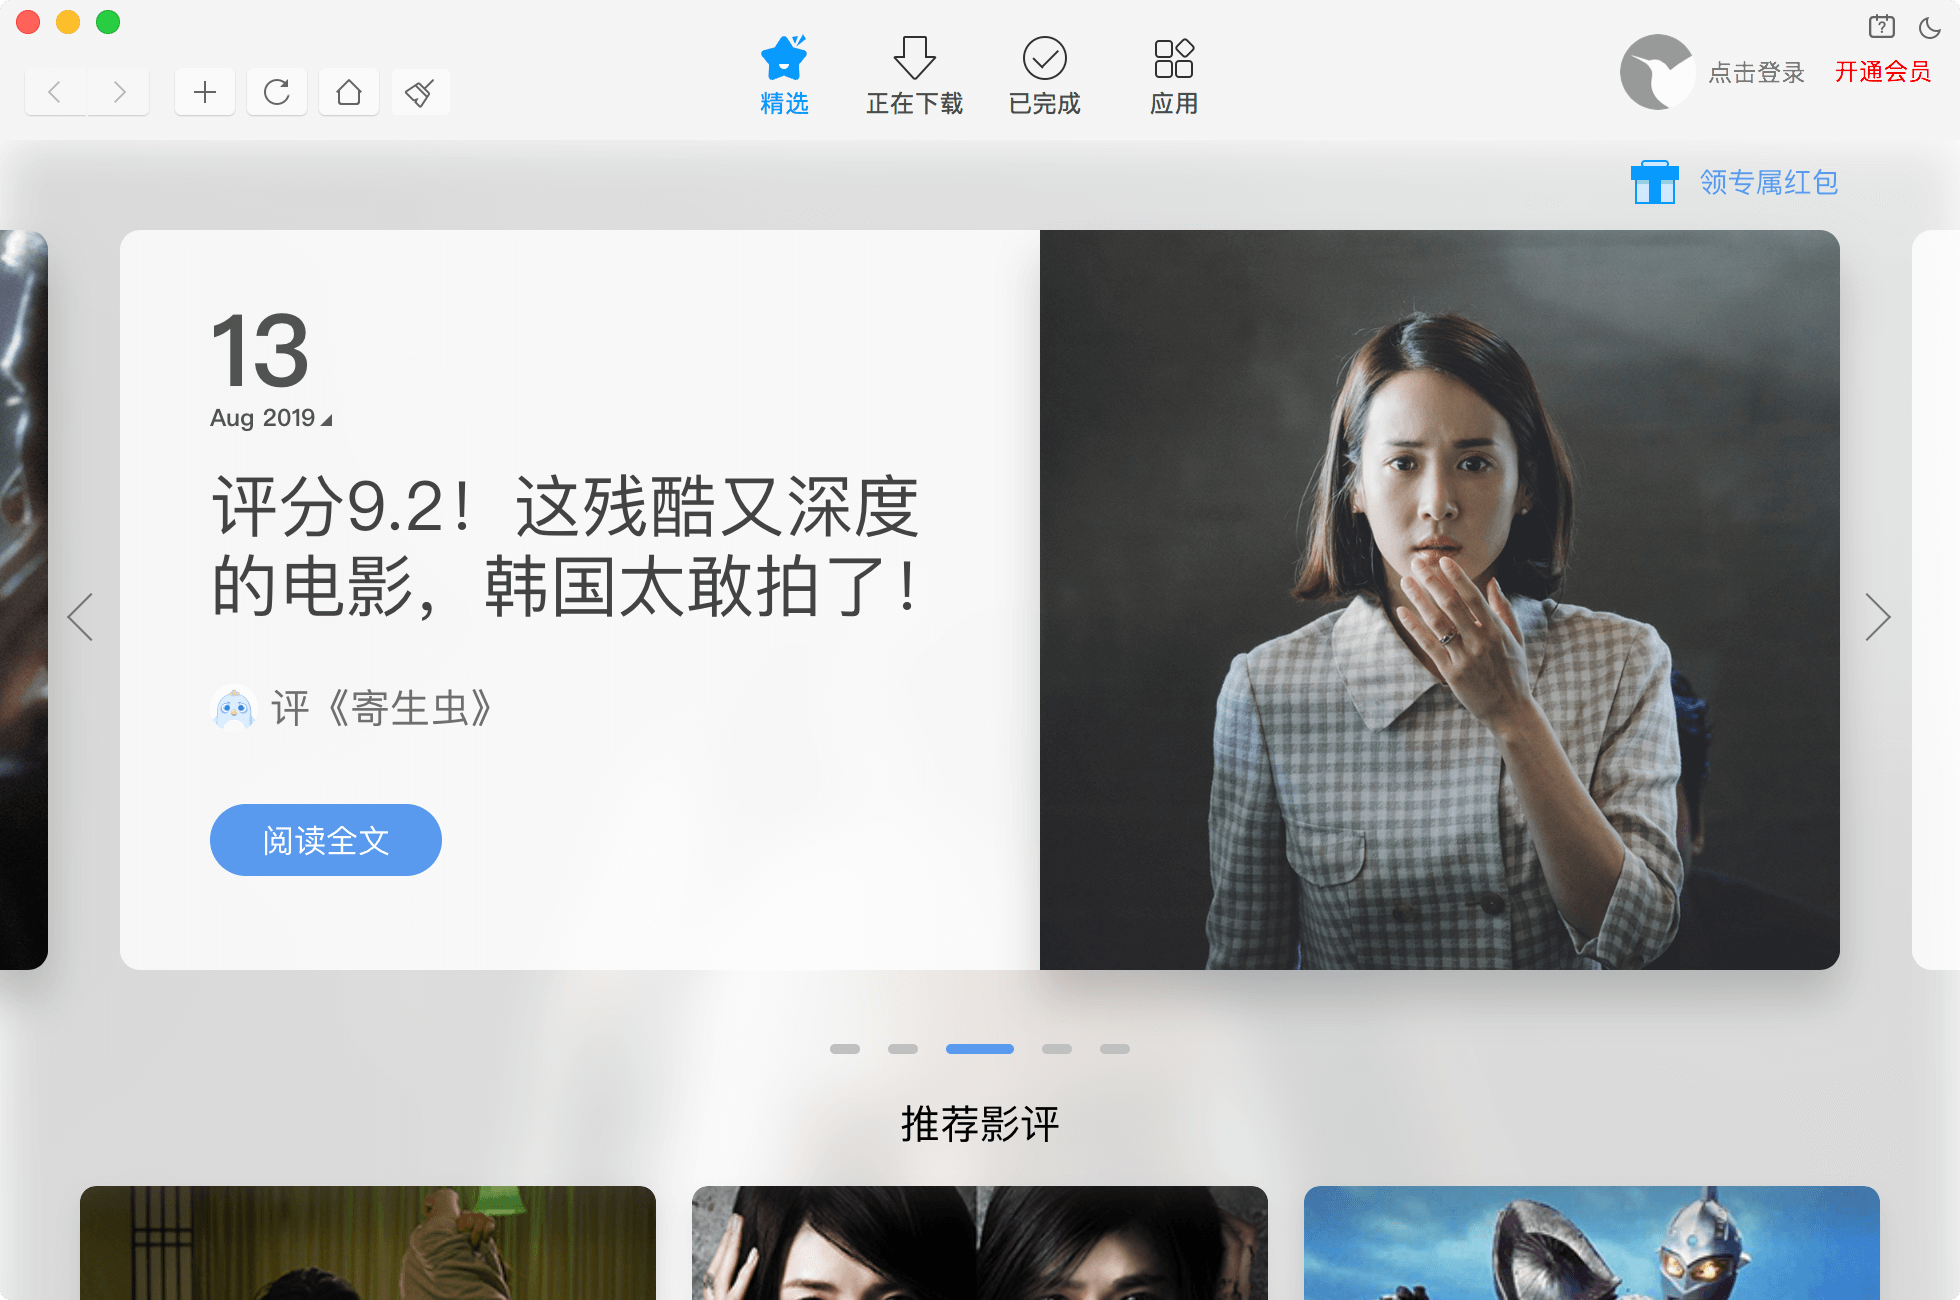 精选
正在下载
已完成
应用
点击登录
开通会员
领专属红包
13
Aug 2019
评分9.2！这残酷又深度
的电影，韩国太敢拍了！
评《寄生虫》
阅读全文
推荐影评